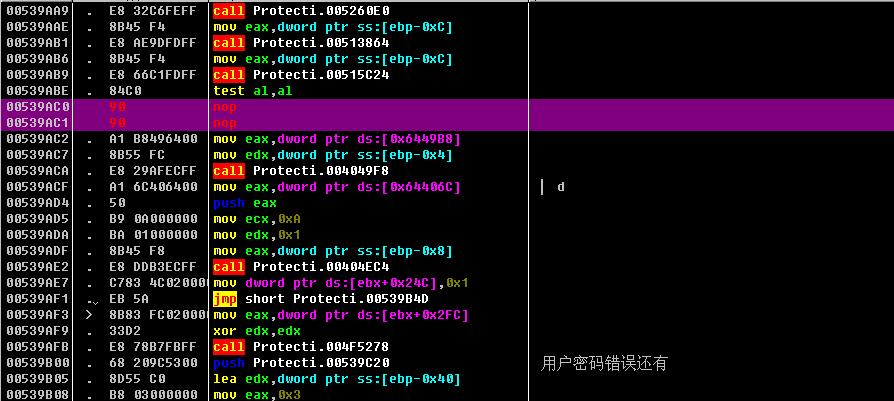 00539AA9 . E8 32C6FEFF call Protecti.005260E0
00539AAE . 8B45 F4 mov eax,dword ptr ss:[ebp-0xC]
00539AB1 . E8 AE9DFDFF call Protecti.00513864
00539AB6 . 8B45 F4 mov eax,dword ptr ss:[ebp-0xC]
00539AB9 . E8 66C1FDFF call Protecti.00515C24
00539ABE . 84C0 test al,al
00539AC0 90 nop
00539AC1 90 nop
00539AC2 . A1 B8496400 mov eax,dword ptr ds:[0x6449B8]
00539AC7 . 8B55 FC mov edx,dword ptr ss:[ebp-0x4]
00539ACA . E8 29AFECFF call Protecti.004049F8
00539ACF . A1 6C406400 mov eax,dword ptr ds:[0x64406C] | d
00539AD4 . 50 push eax
00539AD5 . B9 0A000000 mov ecx,0xA
00539ADA . BA 01000000 mov edx,0x1
00539ADF . 8B45 F8 mov eax,dword ptr ss:[ebp-0x8]
00539AE2 . E8 DDB3ECFF call Protecti.00404EC4
00539AE7 . C783 4C020000 mov dword ptr ds:[ebx+0x24C],0x1
00539AF1 . EB 5A jmp short Protecti.00539B4D
00539AF3 > 8B83 FC020000 mov eax,dword ptr ds:[ebx+0x2FC]
00539AF9 . 33D2 xor edx,edx
00539AFB . E8 78B7FBFF call Protecti.004F5278
00539B00 . 68 209C5300 push Protecti.00539C20 用户密码错误还有
00539B05 . 8D55 C0 lea edx,dword ptr ss:[ebp-0x40]
00539B08 . B8 03000000 mov eax,0x3